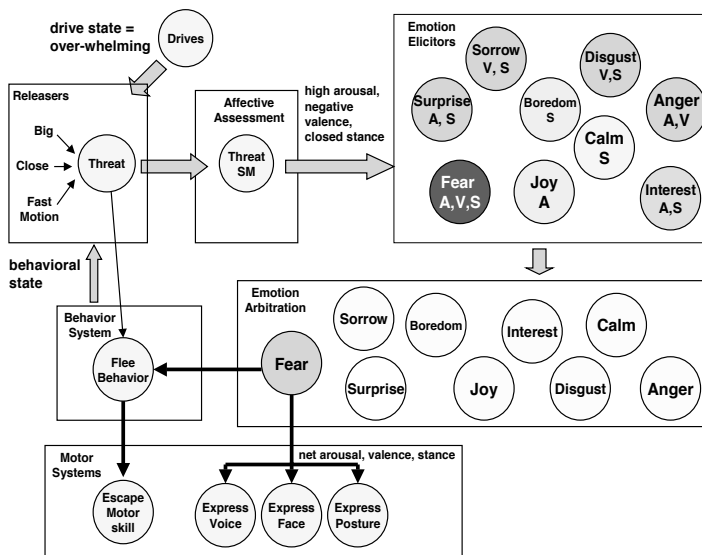 drive state =
over-whelming
Drives
Releasers
Big
Close
Fast
Motion
Threat
Affective
Assessment
Threat
SM
high arousal,
negative
valence,
closed stance
Emotion
Elicitors
Sorrow
V, S
Disgust
V,S
Surprise
A, S
Boredom
S
Anger
A,V
Calm
S
Fear
A,V,S
Joy
A
Interest
A,S
behavioral
state
Behavior
System
Flee
Behavior
Emotion
Arbitration
Fear
Sorrow
Boredom
Interest
Calm
Surprise
Joy
Disgust
Anger
Motor
Systems
net arousal, valence, stance
Escape
Motor
skill
Express
Voice
Express
Face
Express
Posture